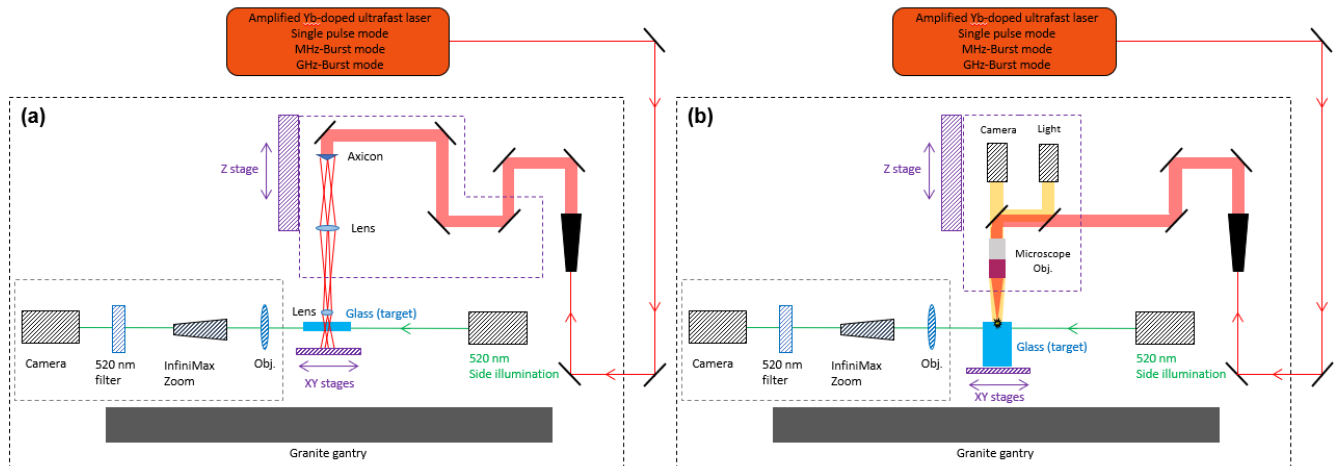 Amplified Yb-doped ultrafast laser
Single pulse mode
MHz-Burst mode
GHz-Burst mode
(a)
Z stage
Axicon
Lens
Lens
Glass (target)
Camera
520 nm
filter
InfiniMax
Zoom
Obj.
XY stages
520 nm
Side illumination
Granite gantry
Amplified Yb-doped ultrafast laser
Single pulse mode
MHz-Burst mode
GHz-Burst mode
(b)
Camera
Light
Z stage
Microscope
Obj.
Glass (target)
Camera
520 nm
filter
InfiniMax
Zoom
Obj.
XY stages
520 nm
Side illumination
Granite gantry